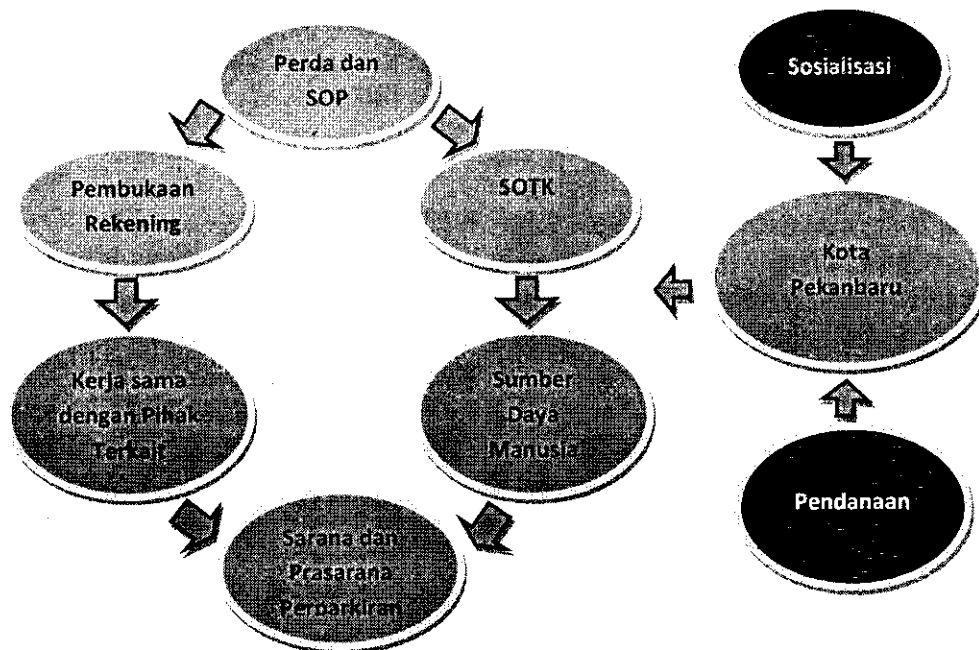 Perda dan
SOP
Sosialisasi
Pembukaan
Rekening
SOTK
Kota
Pekanbaru
Kerja sama
dengan Pihak
Terkait
Sumber
Daya
Manusia
Pendanaan
Sarana dan
Prasarana
Perparkiran